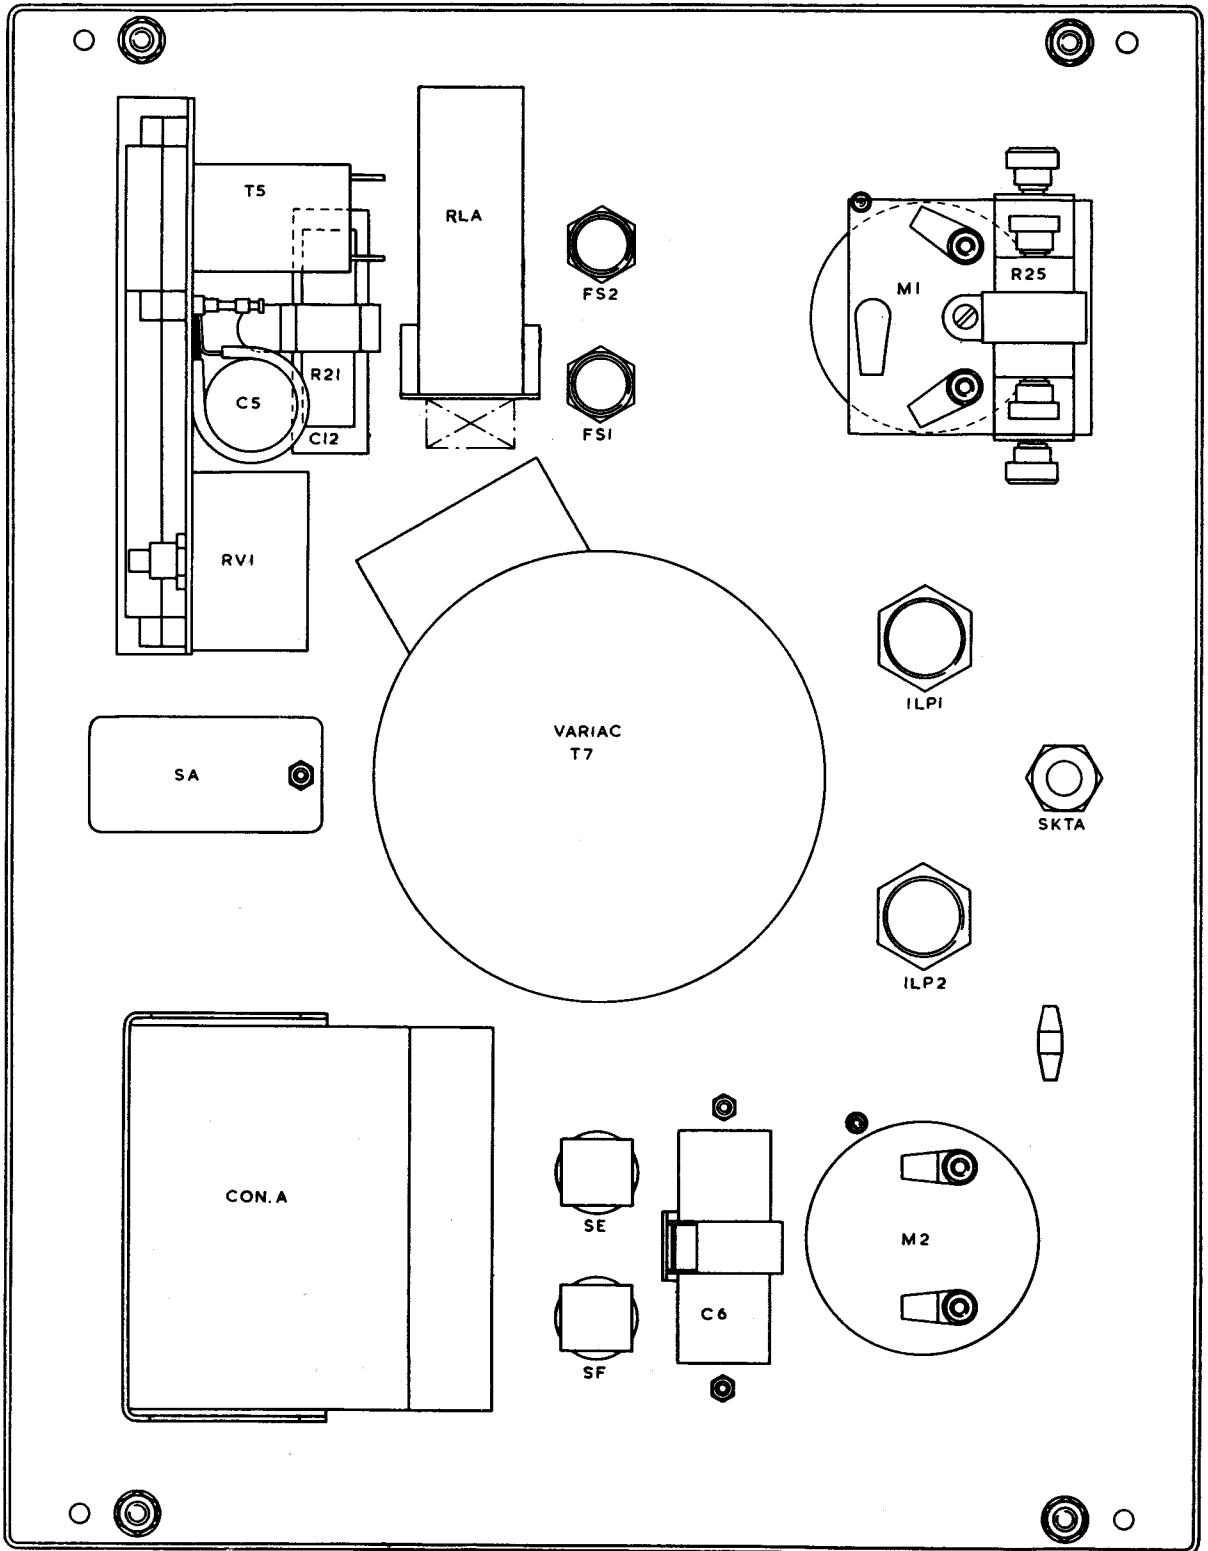 T5
RLA
FS2
M1
R25
R21
C5
C12
FS1
RV1
ILP1
VARIAC
T7
SA
SKTA
ILP2
CON. A
SE
M2
C6
SF